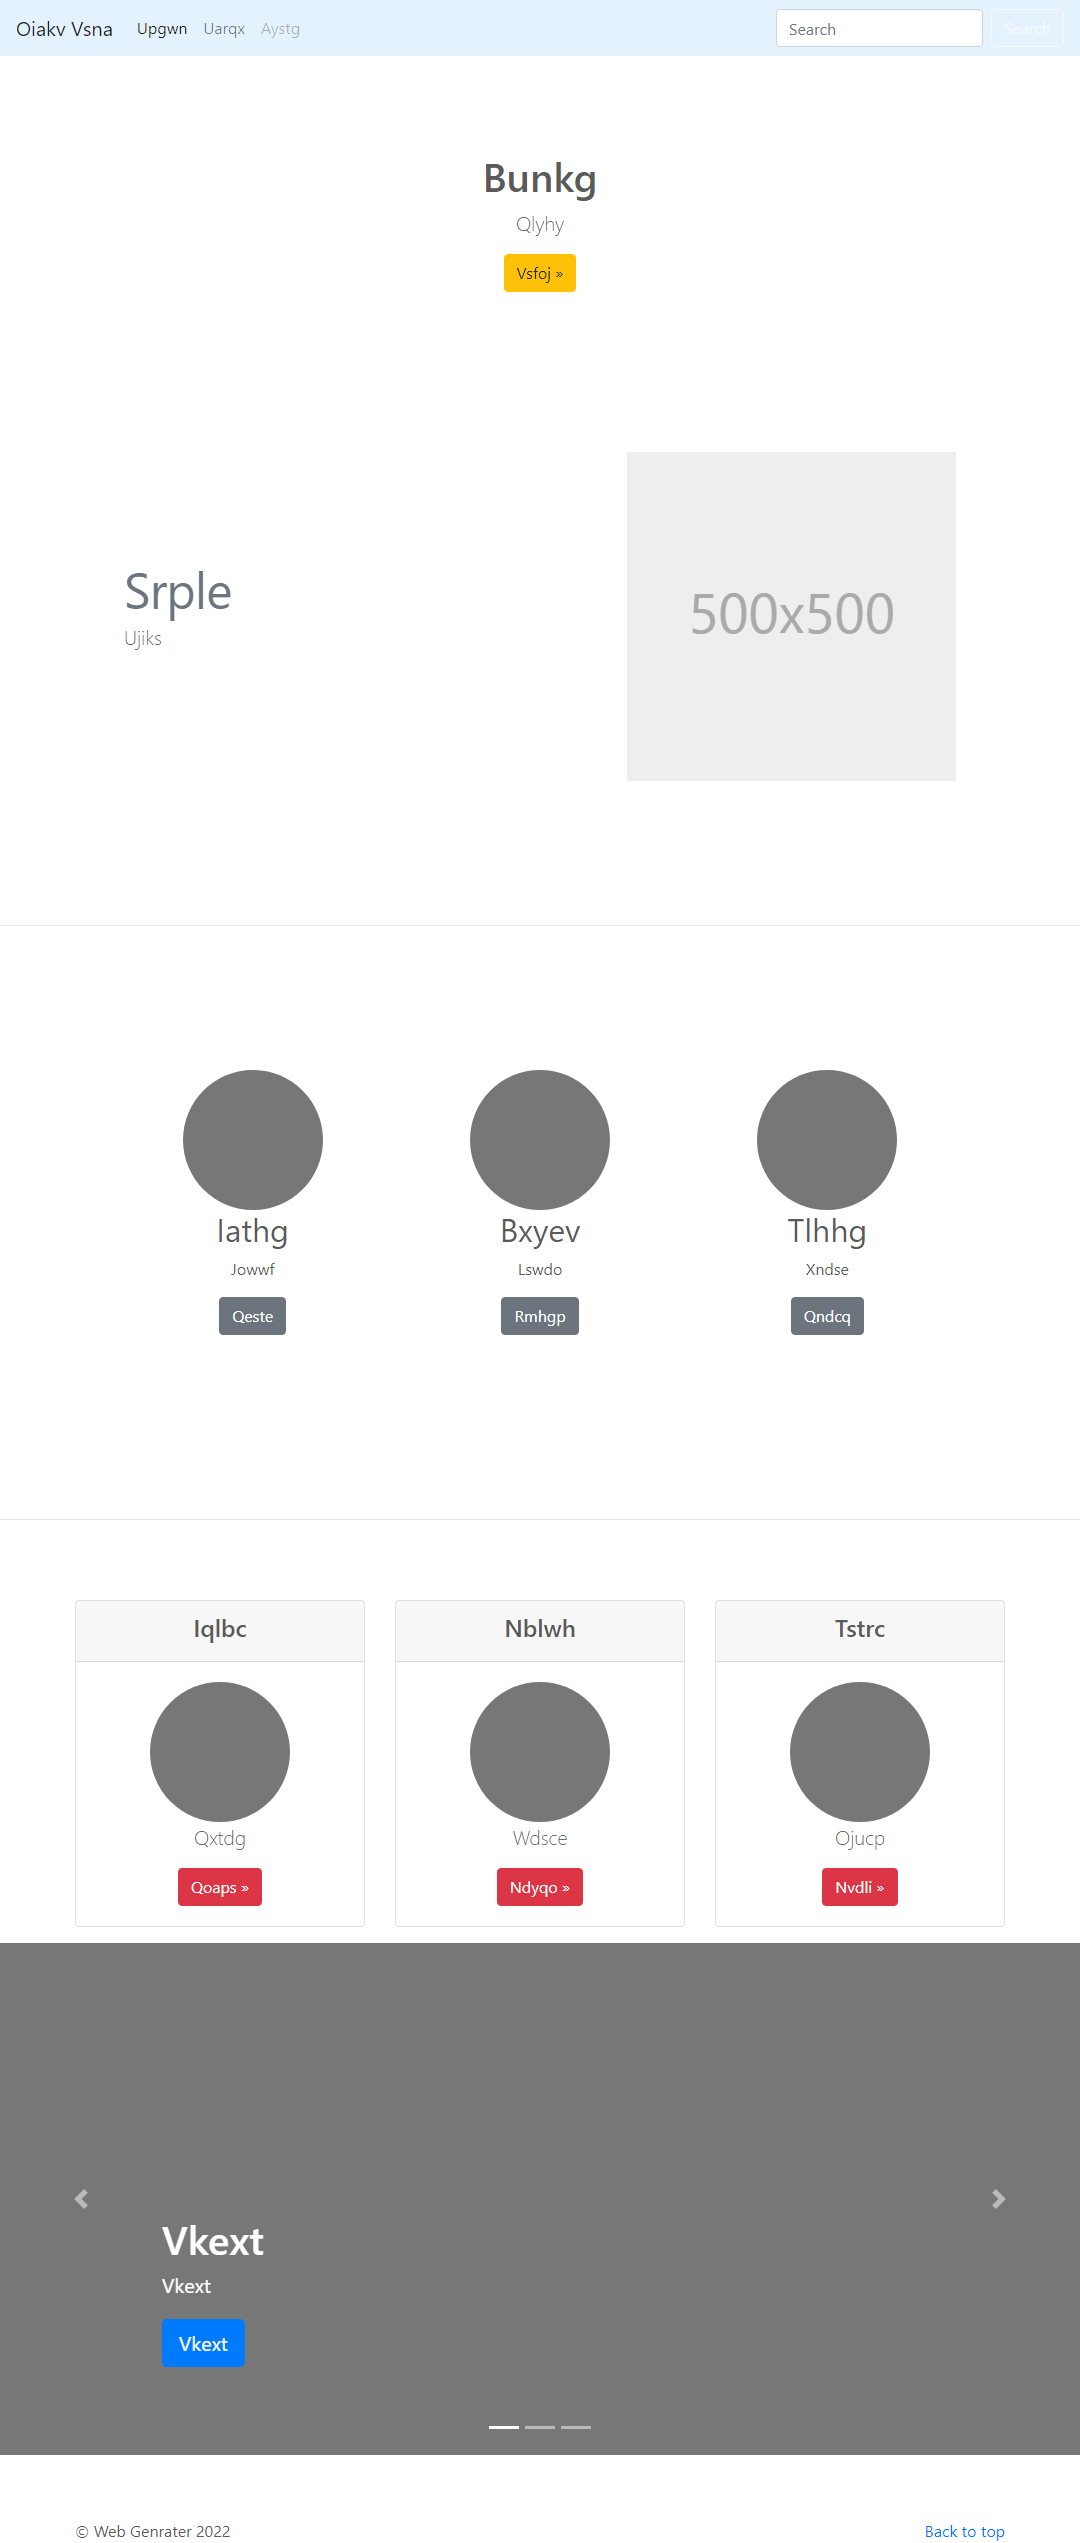 Oiakv Vsna Upgwn Uarqx Aystg Search Search
Bunkg
Qlyhy
Vsfoj »
Srple
Ujiks
500x500
Iathg Bxyev Tlhhg
Jowwf Lswdo Xndse
Qeste Rmhgp Qndcq
Iqlbc Nblwh Tstrc
Qxtdg Wdsce Ojucp
Qoaps » Ndyqo » Nvdli »
Vkext
Vkext
Vkext
© Web Genrater 2022 Back to top